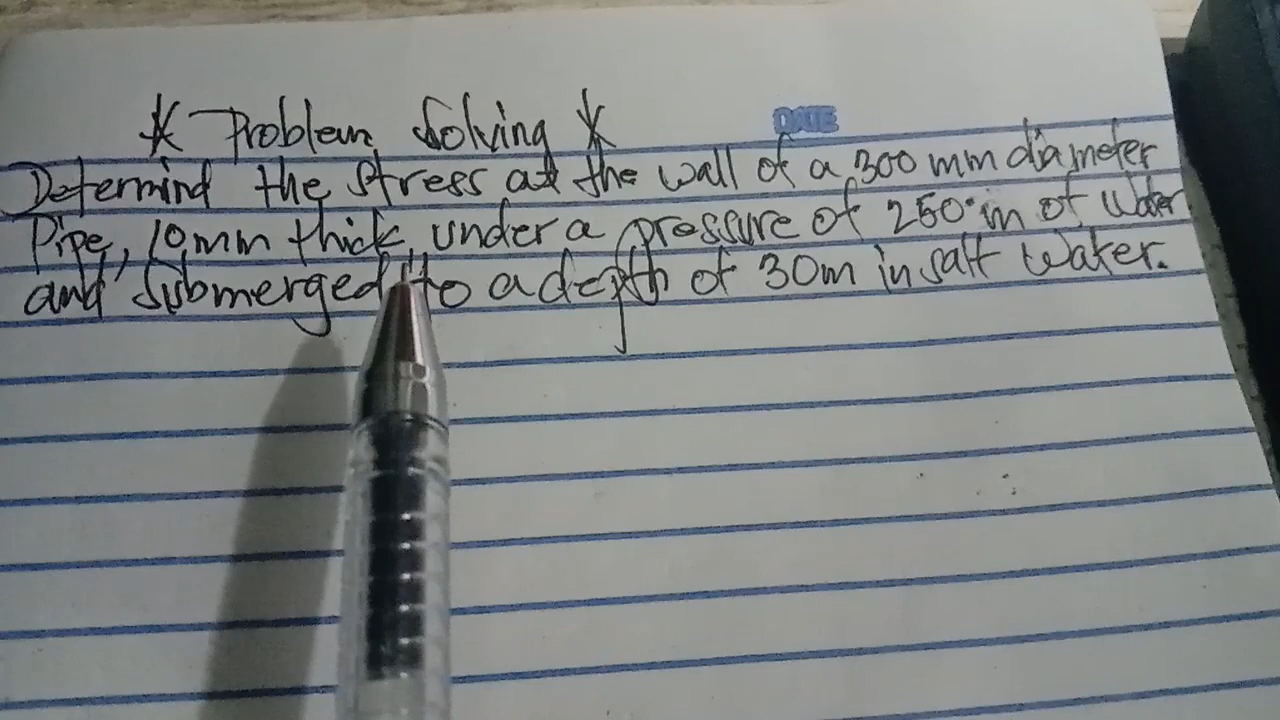 * Problem Solving *
DATE
Determind the stress at the wall of a 300 mm diameter
Pipe, 10mm thick, under a pressure of 250 m of water
and submerged to a depth of 30m in salt water.